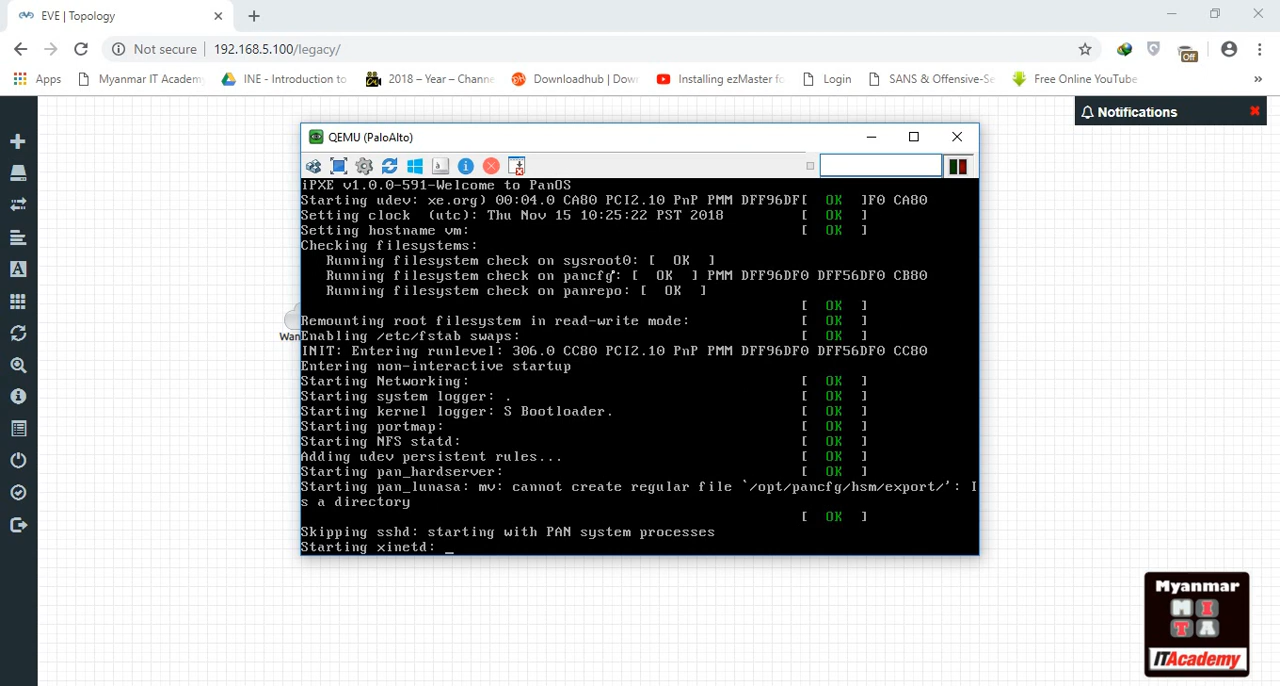 EVE | Topology
Not secure | 192.168.5.100/legacy/
Apps Myanmar IT Academ INE - Introduction to 2018 – Year – Chann Downloadhub | Dow Installing ezMaster fo Login SANS & Offensive-Se Free Online YouTube »
Off
Notifications
QEMU (PaloAlto)
iPXE v1.0.0-591-Welcome to PanOS
Starting udev: xe.org) 00:04.0 CA80 PCI2.10 PnP PMM DFF96DF[  OK  ]F0 CA80
Setting clock  (utc): Thu Nov 15 10:25:22 PST 2018 [  OK  ]
Setting hostname vm: [  OK  ]
Checking filesystems:
Running filesystem check on sysroot0: [  OK  ]
Running filesystem check on pancfg: [  OK  ] PMM DFF96DF0 DFF56DF0 CB80
Running filesystem check on panrepo: [  OK  ]
[  OK  ]
Remounting root filesystem in read-write mode: [  OK  ]
Enabling /etc/fstab swaps: [  OK  ]
INIT: Entering runlevel: 306.0 CC80 PCI2.10 PnP PMM DFF96DF0 DFF56DF0 CC80
Entering non-interactive startup
Starting Networking: [  OK  ]
Starting system logger: . [  OK  ]
Starting kernel logger: S Bootloader. [  OK  ]
Starting portmap: [  OK  ]
Starting NFS statd: [  OK  ]
Adding udev persistent rules... [  OK  ]
Starting pan_hardserver: [  OK  ]
Starting pan_lunasa: mv: cannot create regular file `/opt/pancfg/hsm/export/': I
s a directory
[  OK  ]
Skipping sshd: starting with PAN system processes
Starting xinetd: _
Myanmar
M I
T A
ITAcademy